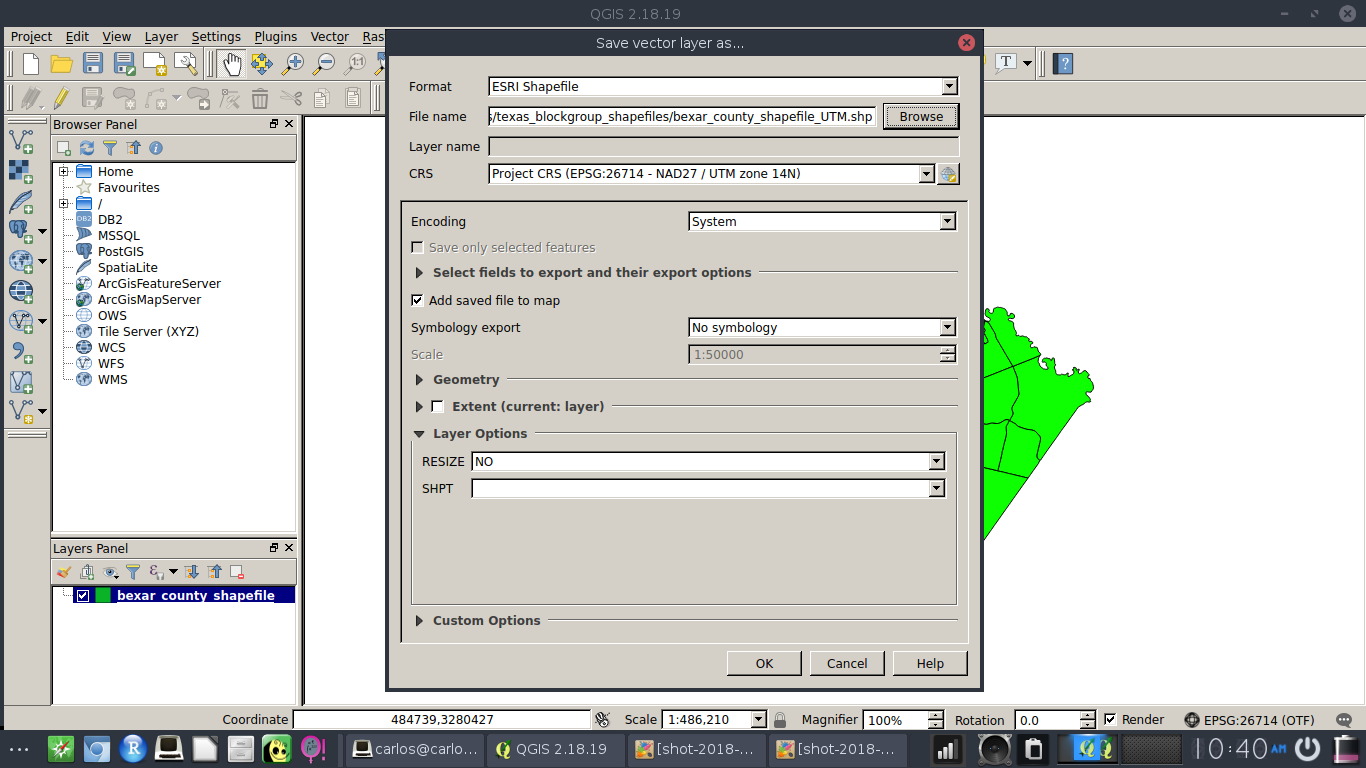 QGIS 2.18.19
Project Edit View Layer Settings Plugins Vector Ras
Save vector layer as...
Format ESRI Shapefile
File name s/texas_blockgroup_shapefiles/bexar_county_shapefile_UTM.shp Browse
Layer name
CRS Project CRS (EPSG:26714 - NAD27 / UTM zone 14N)
Encoding System
Save only selected features
Select fields to export and their export options
Add saved file to map
Symbology export No symbology
Scale 1:50000
Geometry
Extent (current: layer)
Layer Options
RESIZE NO
SHPT
Custom Options
OK Cancel Help
Browser Panel
Home
Favourites
/
DB2 DB2
MSSQL
PostGIS
SpatiaLite
ArcGisFeatureServer
ArcGisMapServer
OWS
Tile Server (XYZ)
WCS
WFS
WMS
Layers Panel
bexar_county_shapefile
Coordinate 484739,3280427 Scale 1:486,210 Magnifier 100% Rotation 0.0 Render EPSG:26714 (OTF)
carlos@carlo... QGIS 2.18.19 [shot-2018-... [shot-2018-... 10:40 AM